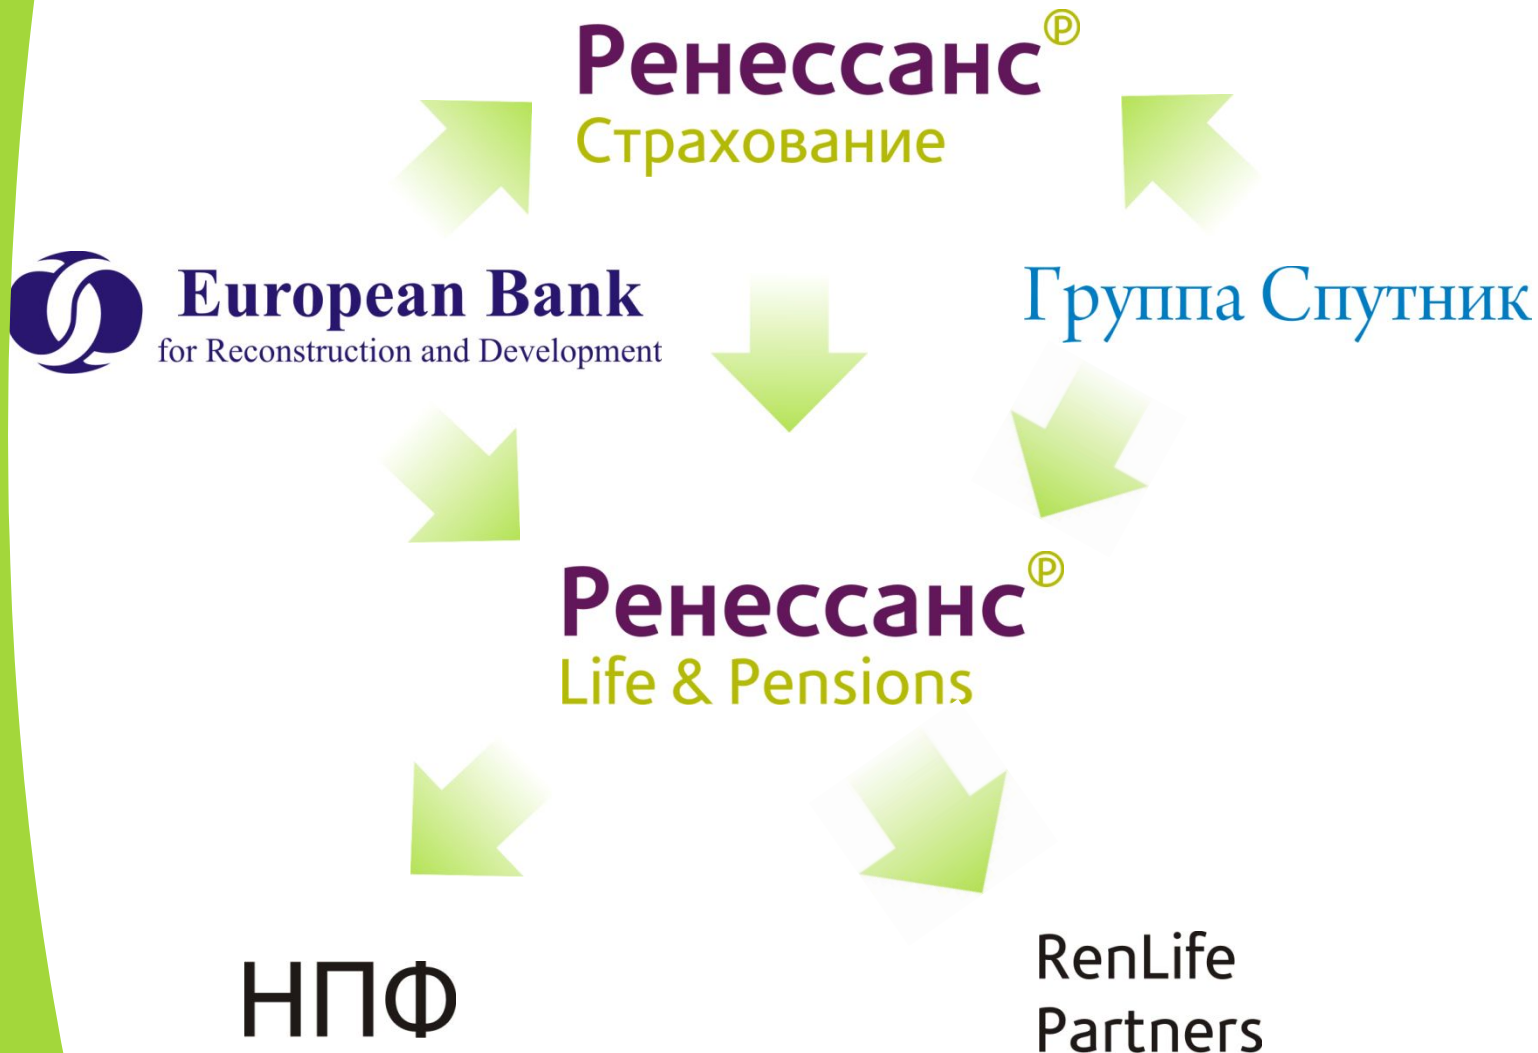 Ренессанс®
Страхование
European Bank
for Reconstruction and Development
Группа Спутник
Ренессанс®
Life & Pensions
НПФ
RenLife
Partners